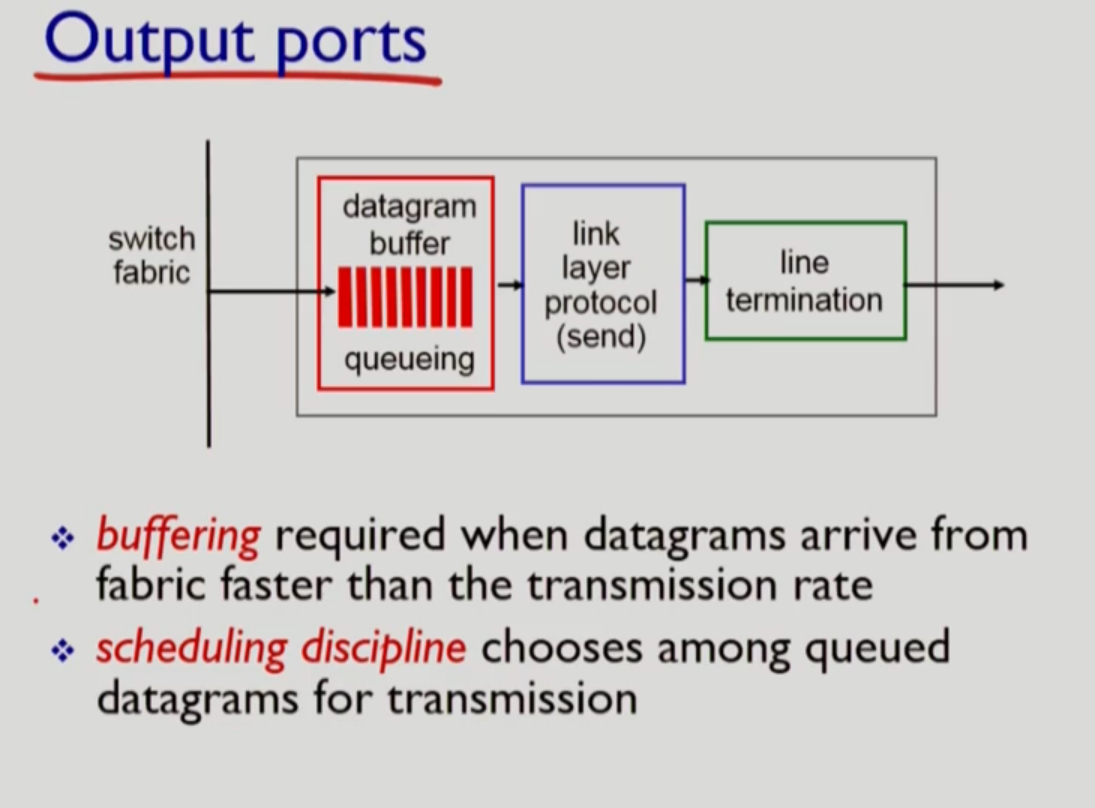 Output ports
switch
fabric
datagram
buffer
queueing
link
layer
protocol
(send)
line
termination
buffering required when datagrams arrive from
fabric faster than the transmission rate
scheduling discipline chooses among queued
datagrams for transmission